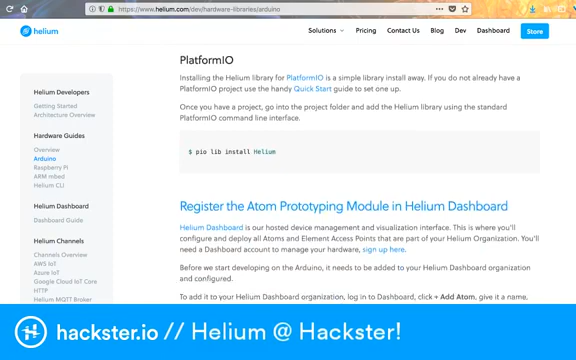 https://www.helium.com/dev/hardware-libraries/arduino
helium
Solutions
Pricing
Contact Us
Blog
Dev
Dashboard
Store
Helium Developers
Getting Started
Architecture Overview
Hardware Guides
Overview
Arduino
Raspberry PI
ARM mbed
Helium CLI
Helium Dashboard
Dashboard Guide
Helium Channels
Channels Overview
AWS IoT
Azure IoT
Google Cloud IoT Core
HTTP
Helium MQTT Broker
PlatformIO
Installing the Helium library for PlatformIO is a simple library install away. If you do not already have a
PlatformIO project use the handy Quick Start guide to set one up.
Once you have a project, go into the project folder and add the Helium library using the standard
PlatformIO command line interface.
$ pio lib install Helium
Register the Atom Prototyping Module in Helium Dashboard
Helium Dashboard is our hosted device management and visualization interface. This is where you'll
configure and deploy all Atoms and Element Access Points that are part of your Helium Organization. You'll
need a Dashboard account to manage your hardware, sign up here.
Before we start developing on the Arduino, it needs to be added to your Helium Dashboard organization
and configured.
To add it to your Helium Dashboard organization, log in to Dashboard, click + Add Atom, give it a name,
hackster.io // Helium @ Hackster!